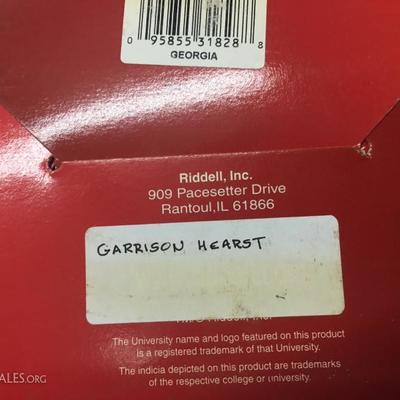 0 95855 31828 8
GEORGIA
Riddell, Inc.
909 Pacesetter Drive
Rantoul, IL 61866
GARRISON HEARST
The University name and logo featured on this product
is a registered trademark of that University.
The indicia depicted on this product are trademarks
of the respective college or university.
ALES.ORG